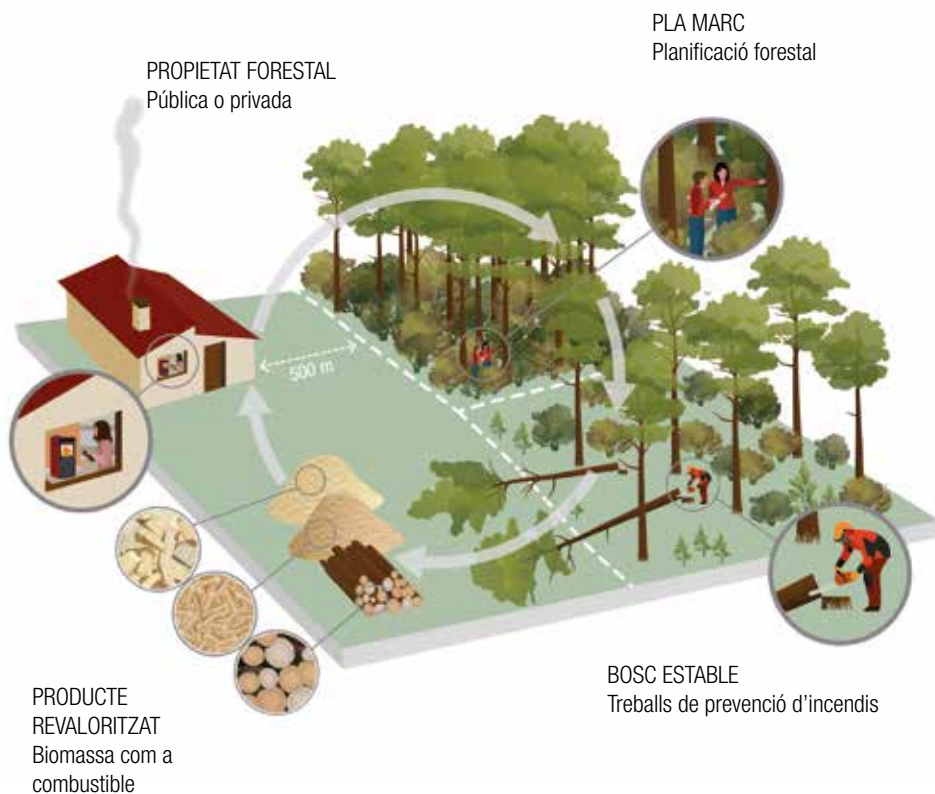 PLA MARC
Planificació forestal
PROPIETAT FORESTAL
Pública o privada
500 m
BOSC ESTABLE
Treballs de prevenció d’incendis
PRODUCTE
REVALORITZAT
Biomassa com a
combustible